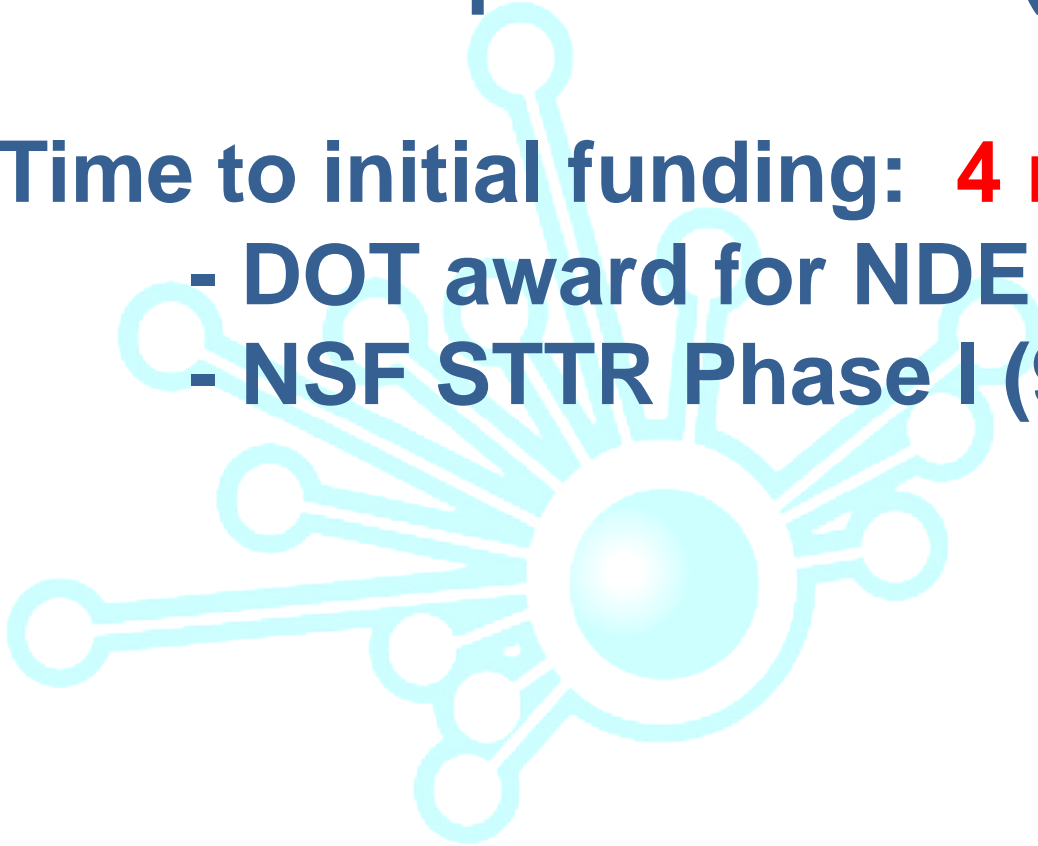 Time to initial funding: 4
- DOT award for NDE
- NSF STTR Phase I (